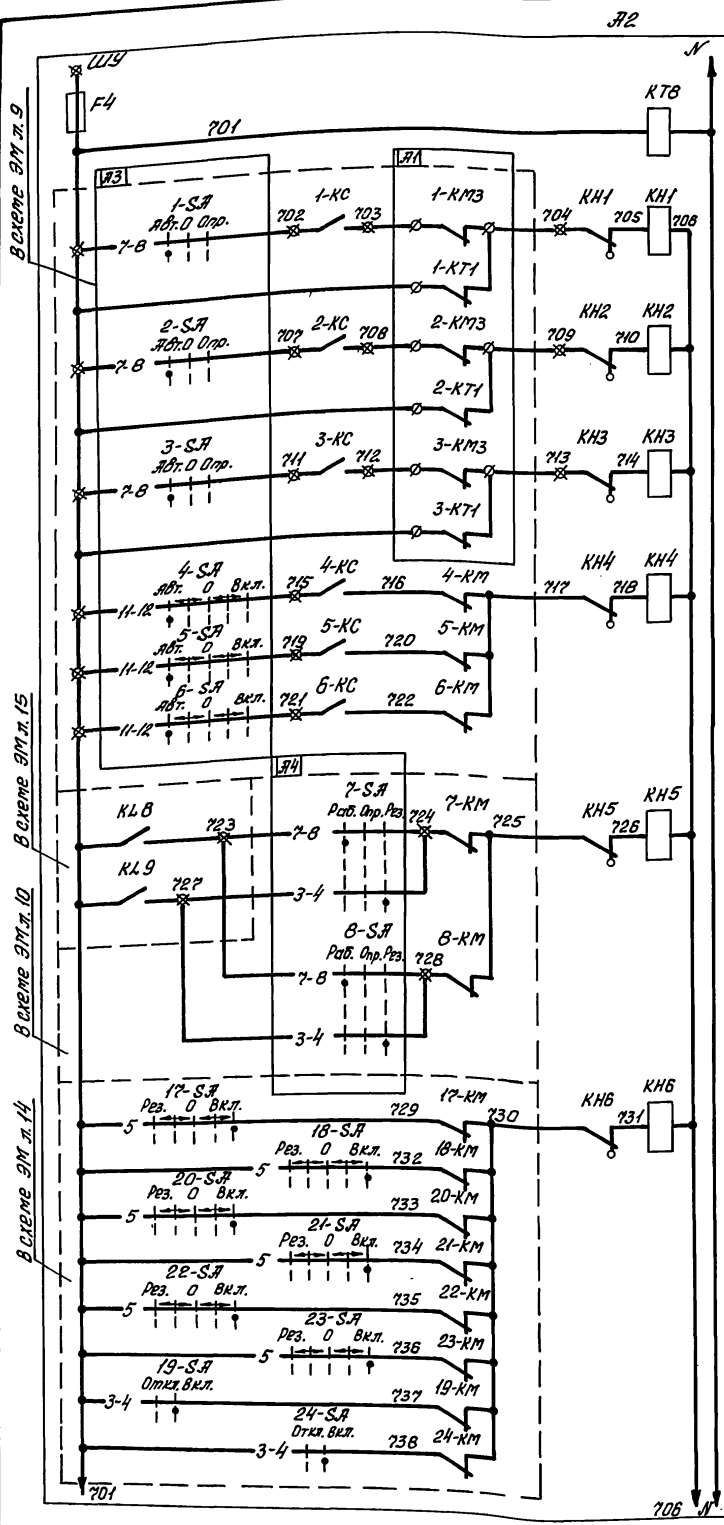 А2
ШУ
N
F4
КТ8
701
В схеме ЭМ л.9
А3
А1
1-SA 1-КС 1-КМ3 КН1 КН1
Авт. О Опр. 702 703 704 705 706
7-8
1-КТ1
2-SA 2-КС 2-КМ3 КН2 КН2
Авт. О Опр. 707 708 709 710
7-8
2-КТ1
3-SA 3-КС 3-КМ3 КН3 КН3
Авт. О Опр. 711 712 713 714
7-8
3-КТ1
4-SA 4-КС 4-КМ КН4 КН4
Авт. О Вкл. 715 716 717 718
11-12
5-SA 5-КС 5-КМ
Авт. О Вкл. 719 720
11-12
6-SA 6-КС 6-КМ
Авт. О Вкл. 721 722
11-12
В схеме ЭМ л.15
А4
KL8 7-SA 7-КМ КН5 КН5
723 Раб. Опр. Рез. 724 725 726
7-8
KL9
727 3-4
В схеме ЭМ л.10
8-SA 8-КМ
Раб. Опр. Рез. 728
7-8
3-4
В схеме ЭМ л.14
17-SA 17-КМ КН6 КН6
Рез. О Вкл. 729 730 731
5
18-SA 18-КМ
Рез. О Вкл. 732
5
20-SA 20-КМ
Рез. О Вкл. 733
5
21-SA 21-КМ
Рез. О Вкл. 734
5
22-SA 22-КМ
Рез. О Вкл. 735
5
23-SA 23-КМ
Рез. О Вкл. 736
5
19-SA 19-КМ
Откл. Вкл. 737
3-4
24-SA 24-КМ
Откл. Вкл. 738
3-4
701 706 N